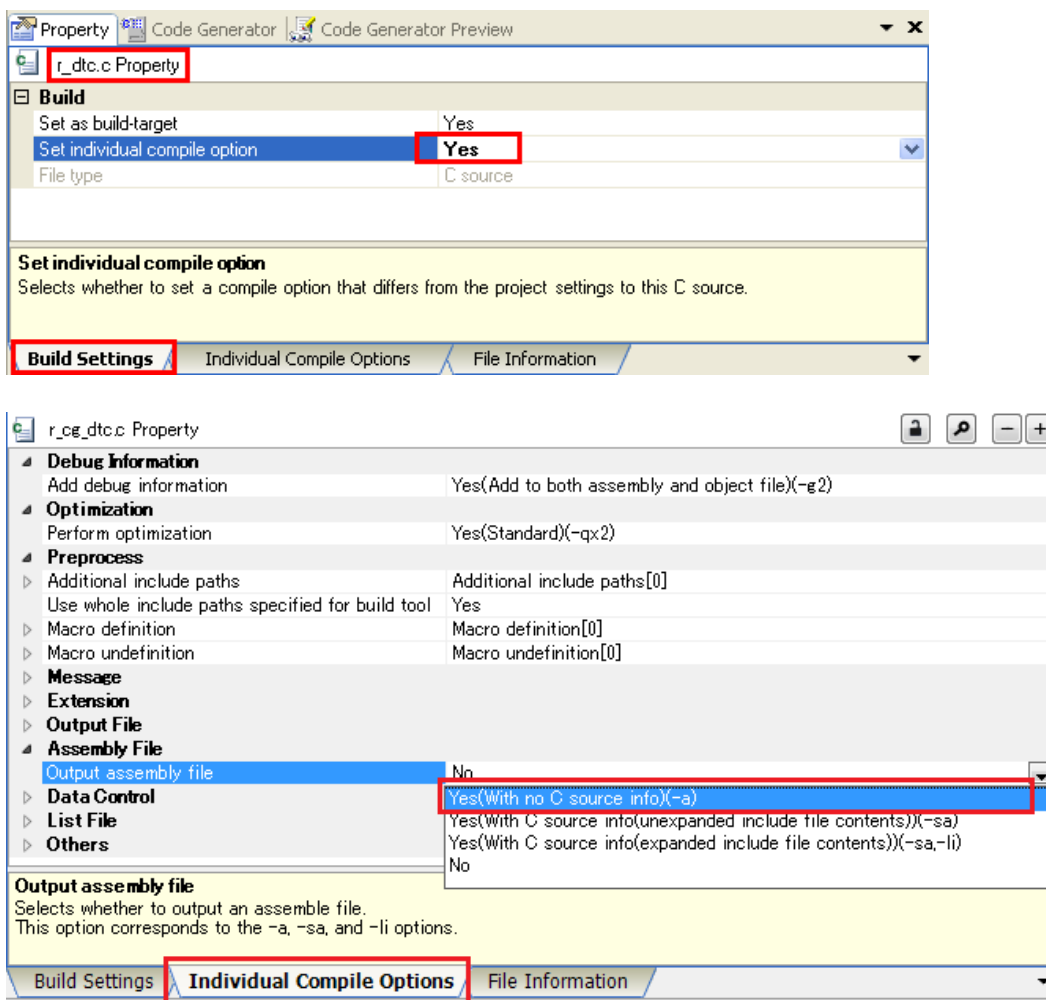 Property Code Generator Code Generator Preview
r_dtc.c Property
Build
Set as build-target Yes
Set individual compile option Yes
File type C source
Set individual compile option
Selects whether to set a compile option that differs from the project settings to this C source.
Build Settings Individual Compile Options File Information
r_cg_dtc.c Property
Debug Information
Add debug information Yes(Add to both assembly and object file)(-g2)
Optimization
Perform optimization Yes(Standard)(-qx2)
Preprocess
Additional include paths Additional include paths[0]
Use whole include paths specified for build tool Yes
Macro definition Macro definition[0]
Macro undefinition Macro undefinition[0]
Message
Extension
Output File
Assembly File
Output assembly file No
Data Control Yes(With no C source info)(-a)
List File Yes(With C source info(unexpanded include file contents))(-sa)
Others Yes(With C source info(expanded include file contents))(-sa,-li)
No
Output assembly file
Selects whether to output an assemble file.
This option corresponds to the -a, -sa, and -li options.
Build Settings Individual Compile Options File Information